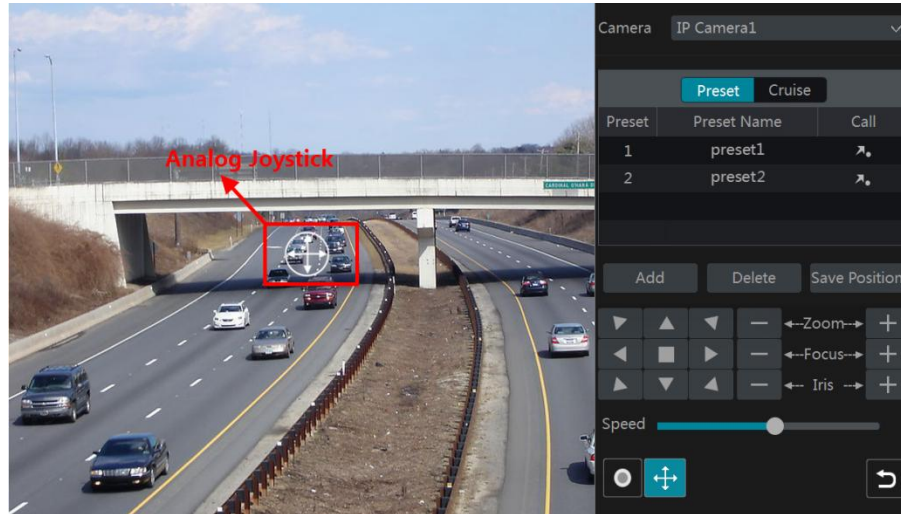 Camera IP Camera1
Preset Cruise
Preset Preset Name Call
1 preset1
2 preset2
Analog Joystick
Add Delete Save Position
Zoom
Focus
Iris
Speed